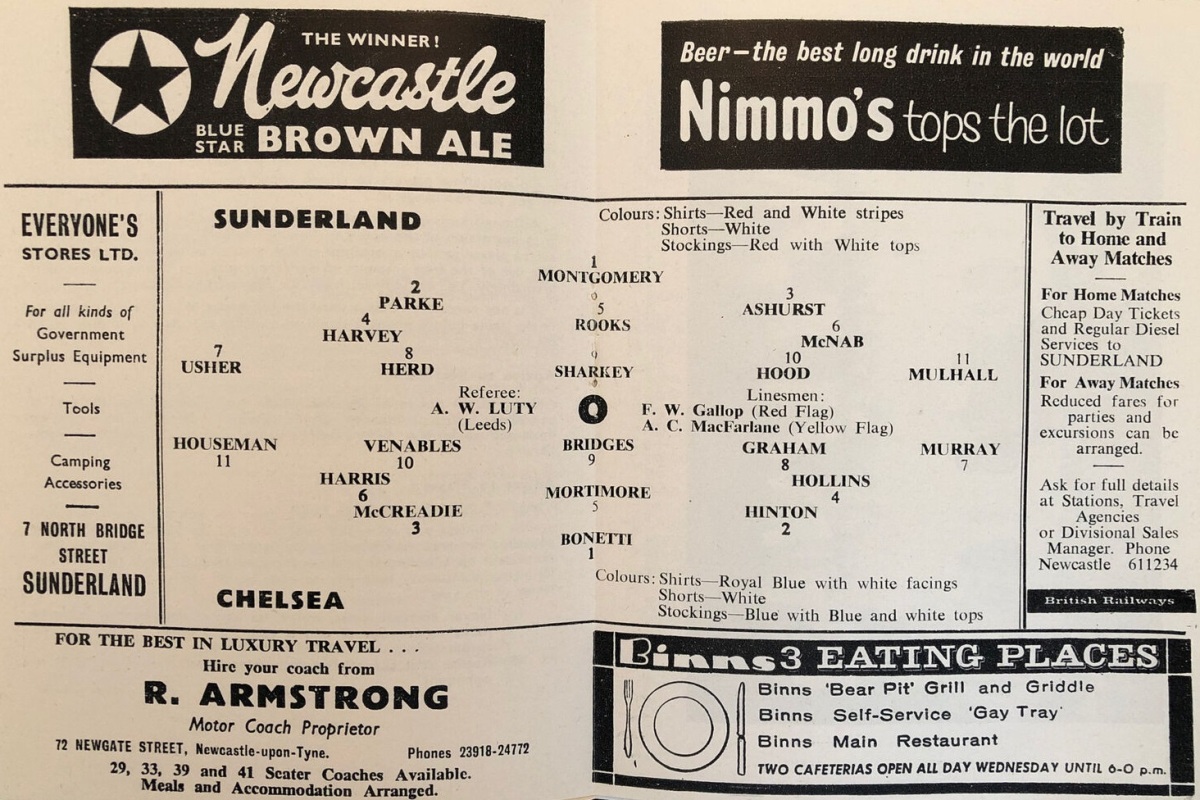 THE WINNER!
Newcastle
BLUE STAR BROWN ALE
Beer—the best long drink in the world
Nimmo's tops the lot
EVERYONE'S
STORES LTD.
For all kinds of
Government
Surplus Equipment
Tools
Camping
Accessories
7 NORTH BRIDGE
STREET
SUNDERLAND
SUNDERLAND
Colours: Shirts—Red and White stripes
Shorts—White
Stockings—Red with White tops
1
MONTGOMERY
2
PARKE
3
ASHURST
4
HARVEY
5
ROOKS
6
McNAB
7
USHER
8
HERD
9
SHARKEY
10
HOOD
11
MULHALL
Referee:
A. W. LUTY
(Leeds)
Q
Linesmen:
F. W. Gallop (Red Flag)
A. C. MacFarlane (Yellow Flag)
HOUSEMAN
11
VENABLES
10
BRIDGES
9
GRAHAM
8
MURRAY
7
HARRIS
6
MORTIMORE
5
HOLLINS
4
McCREADIE
3
HINTON
2
BONETTI
1
CHELSEA
Colours: Shirts—Royal Blue with white facings
Shorts—White
Stockings—Blue with Blue and white tops
Travel by Train
to Home and
Away Matches
For Home Matches
Cheap Day Tickets
and Regular Diesel
Services to
SUNDERLAND
For Away Matches
Reduced fares for
parties and
excursions can be
arranged.
Ask for full details
at Stations, Travel
Agencies
or Divisional Sales
Manager. Phone
Newcastle 611234
British Railways
FOR THE BEST IN LUXURY TRAVEL . . .
Hire your coach from
R. ARMSTRONG
Motor Coach Proprietor
72 NEWGATE STREET, Newcastle-upon-Tyne. Phones 23918-24772
29, 33, 39 and 41 Seater Coaches Available.
Meals and Accommodation Arranged.
Binns 3 EATING PLACES
Binns 'Bear Pit' Grill and Griddle
Binns Self-Service 'Gay Tray'
Binns Main Restaurant
TWO CAFETERIAS OPEN ALL DAY WEDNESDAY UNTIL 6-0 p.m.